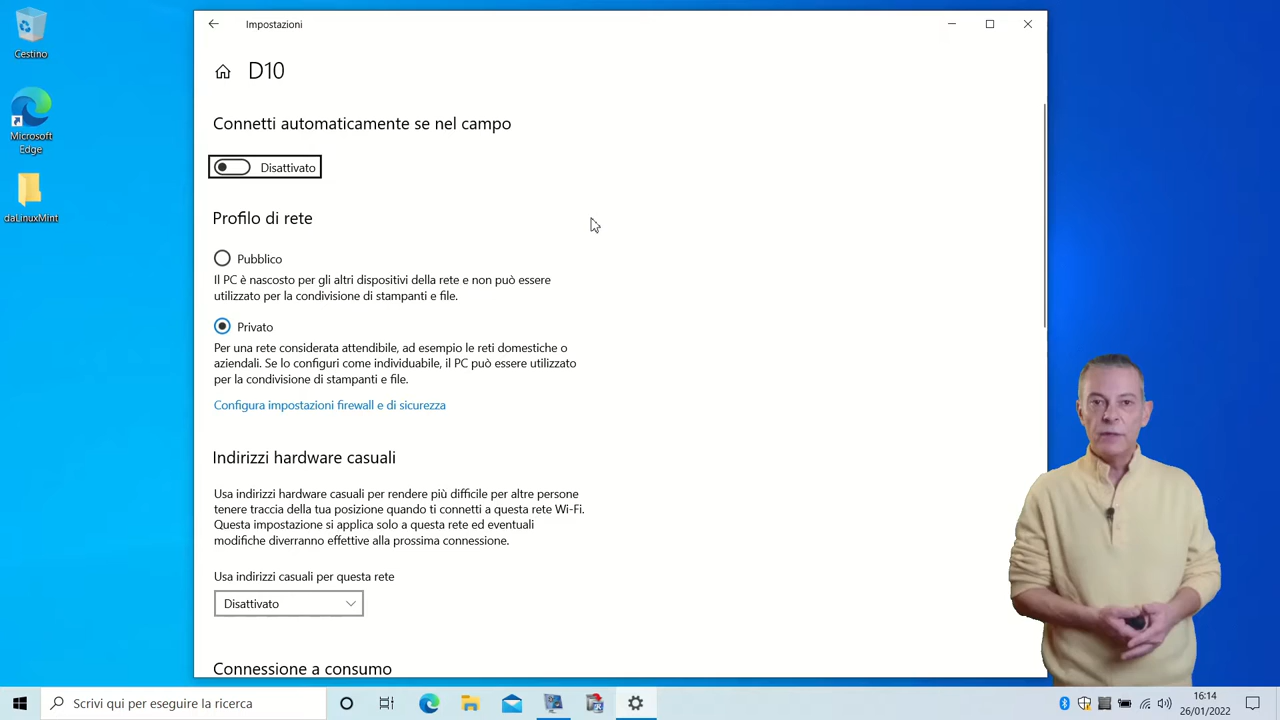 Cestino
Microsoft
Edge
daLinuxMint
Impostazioni
D10
Connetti automaticamente se nel campo
Disattivato
Profilo di rete
Pubblico
Il PC è nascosto per gli altri dispositivi della rete e non può essere
utilizzato per la condivisione di stampanti e file.
Privato
Per una rete considerata attendibile, ad esempio le reti domestiche o
aziendali. Se lo configuri come individuabile, il PC può essere utilizzato
per la condivisione di stampanti e file.
Configura impostazioni firewall e di sicurezza
Indirizzi hardware casuali
Usa indirizzi hardware casuali per rendere più difficile per altre persone
tenere traccia della tua posizione quando ti connetti a questa rete Wi-Fi.
Questa impostazione si applica solo a questa rete ed eventuali
modifiche diverranno effettive alla prossima connessione.
Usa indirizzi casuali per questa rete
Disattivato
Connessione a consumo
Scrivi qui per eseguire la ricerca
16:14
26/01/2022